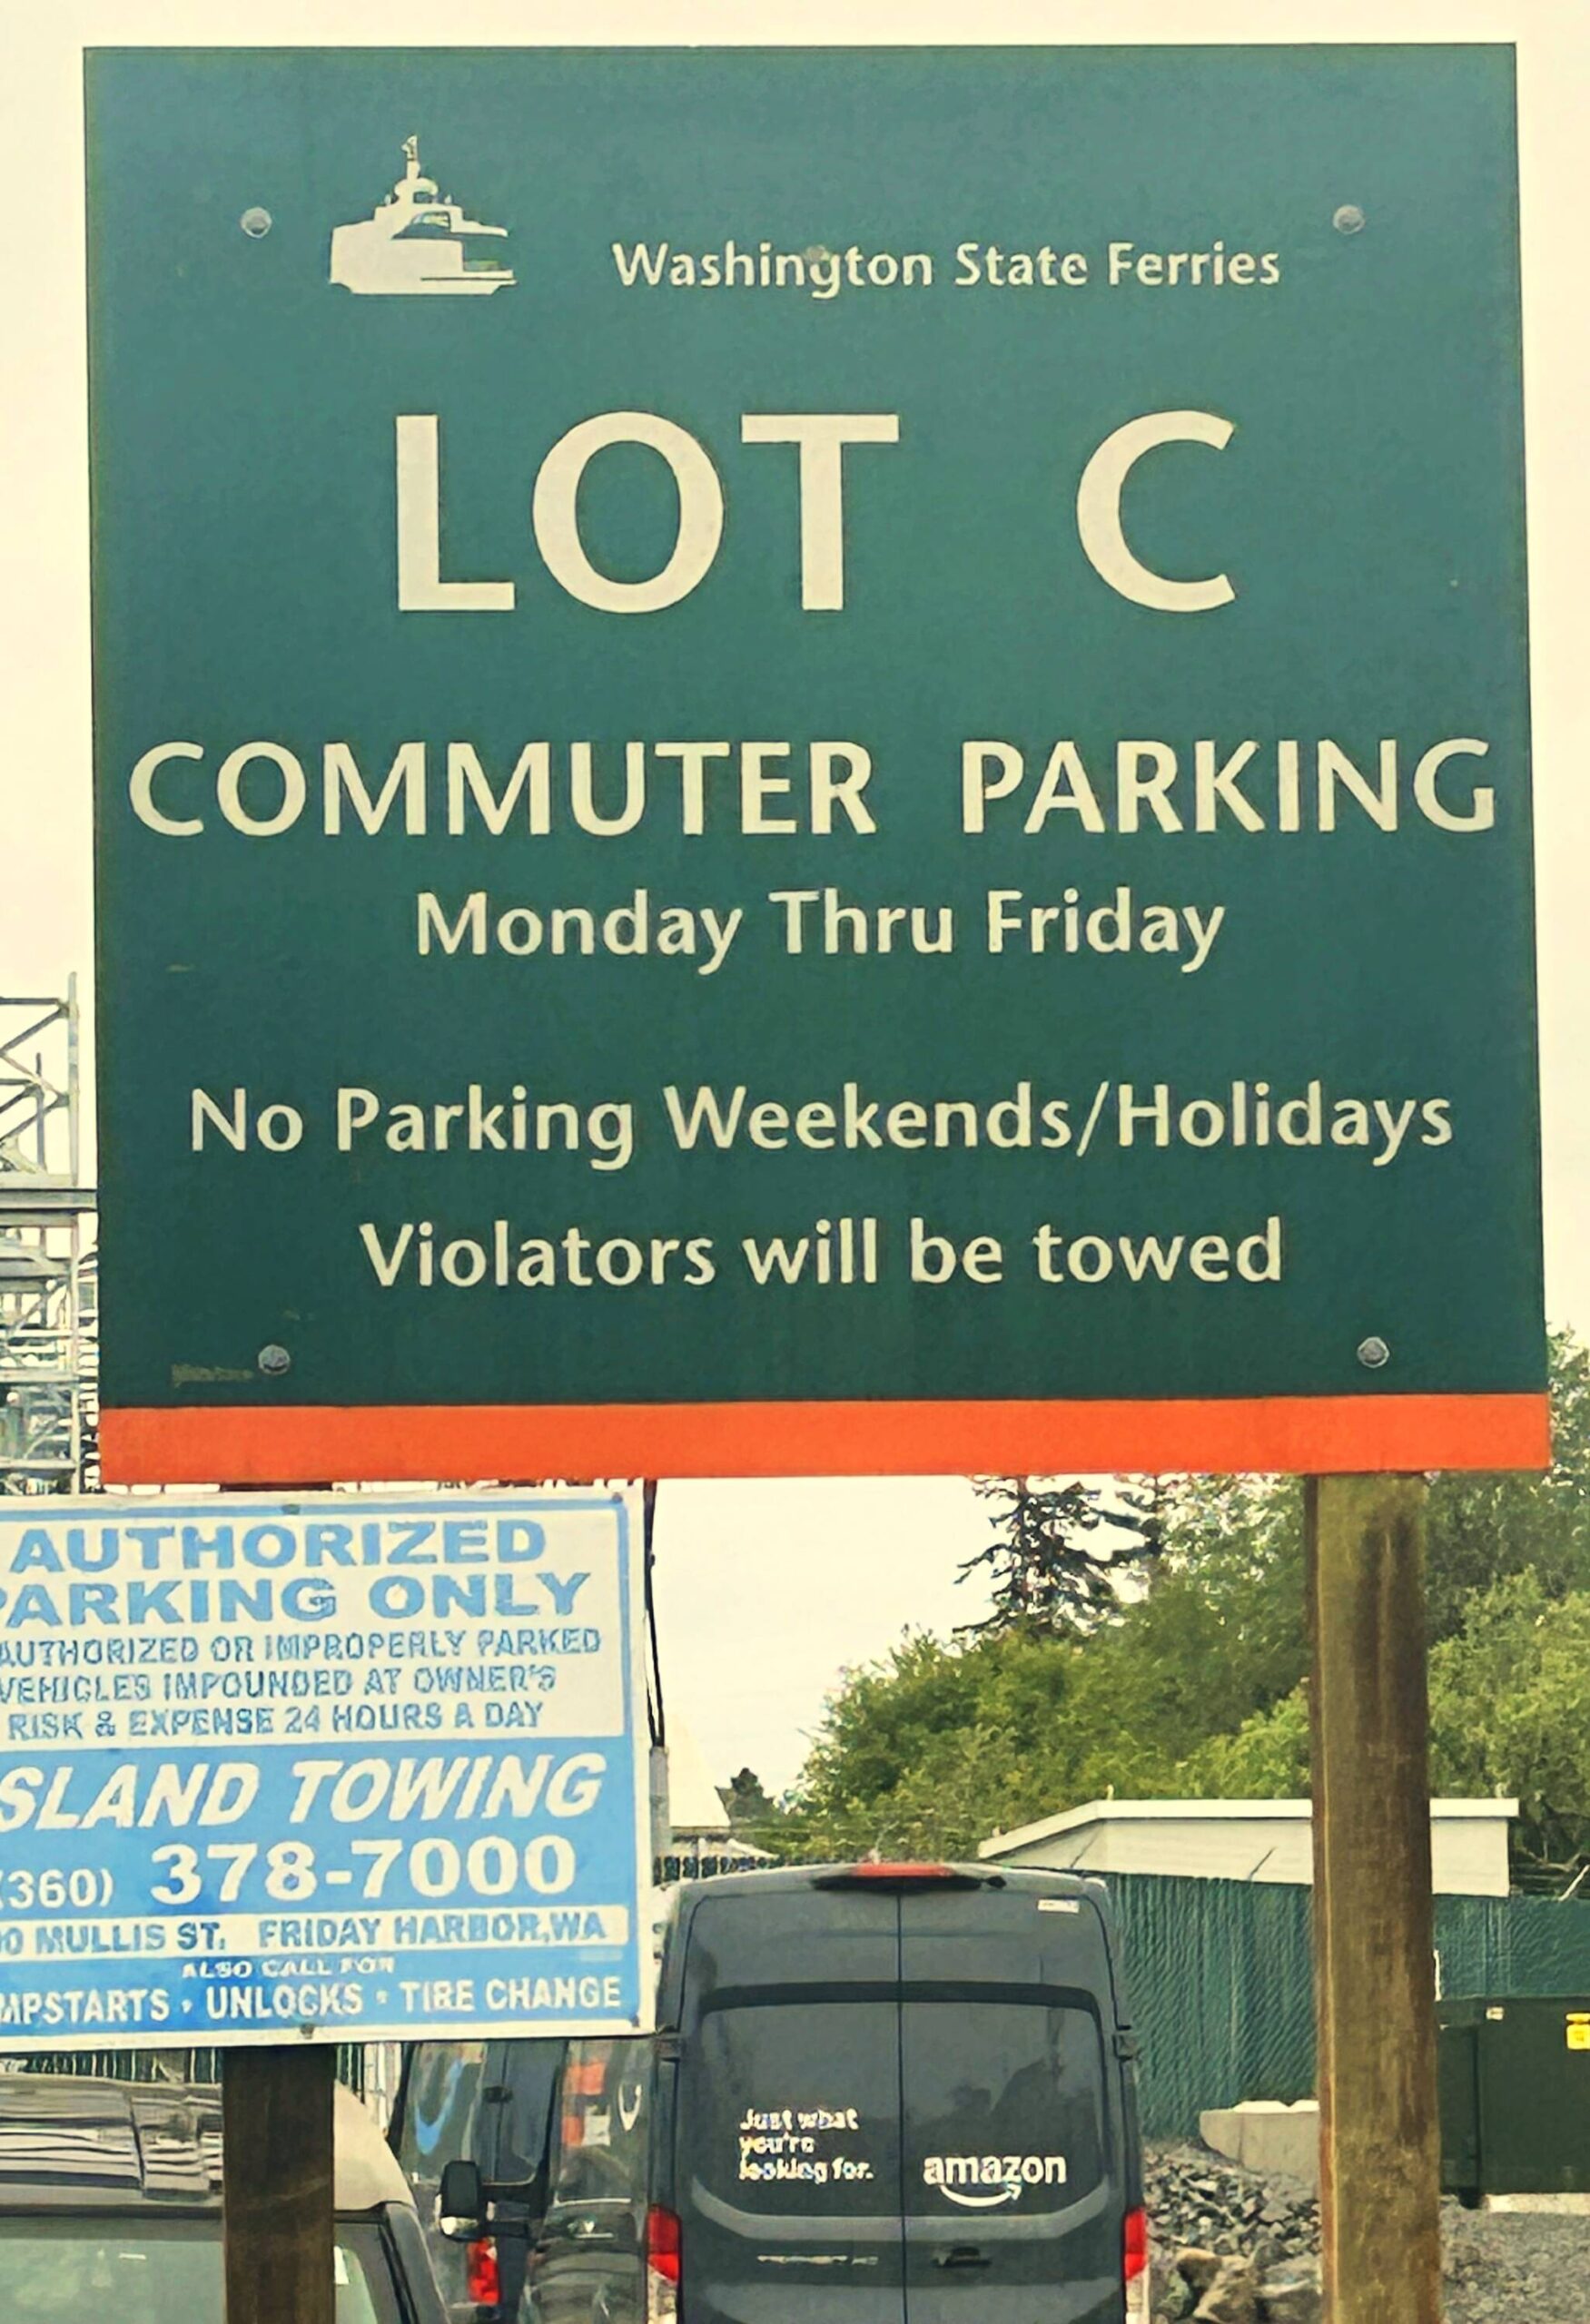 Washington State Ferries
LOT C
COMMUTER PARKING
Monday Thru Friday
No Parking Weekends/Holidays
Violators will be towed
AUTHORIZED
PARKING ONLY
AUTHORIZED OR IMPROPERLY PARKED
VEHICLES IMPOUNDED AT OWNER'S
RISK & EXPENSE 24 HOURS A DAY
SLAND TOWING
(360) 378-7000
0 MULLIS ST. FRIDAY HARBOR, WA
ALSO CALL FOR
MPSTARTS • UNLOCKS • TIRE CHANGE
Just what
you're
looking for.
amazon